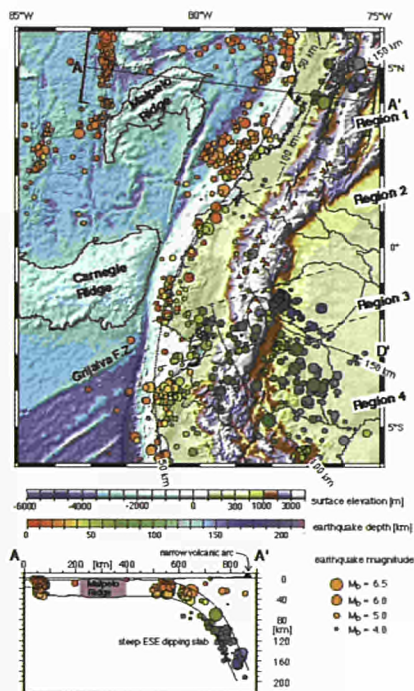 85°W 80°W 75°W
150 km
50 km
5°N
A
A'
Malpelo
Ridge
Region 1
100 km
Region 2
0°
Carnegie
Ridge
Region 3
D'
150 km
Grijalva F.Z.
Region 4
5°S
50 km
100 km
-6000 -4000 -2000 0 1000 3000
surface elevation [m]
earthquake depth [km]
0 50 100 150 200
A narrow volcanic arc A'
earthquake magnitude
0 200 [km] 400 600 800
Malpelo
Ridge
steep ESE dipping slab
0
40
80
[km]
120
160
200
Mb = 6.5
Mb = 6.0
Mb = 5.0
Mb = 4.0